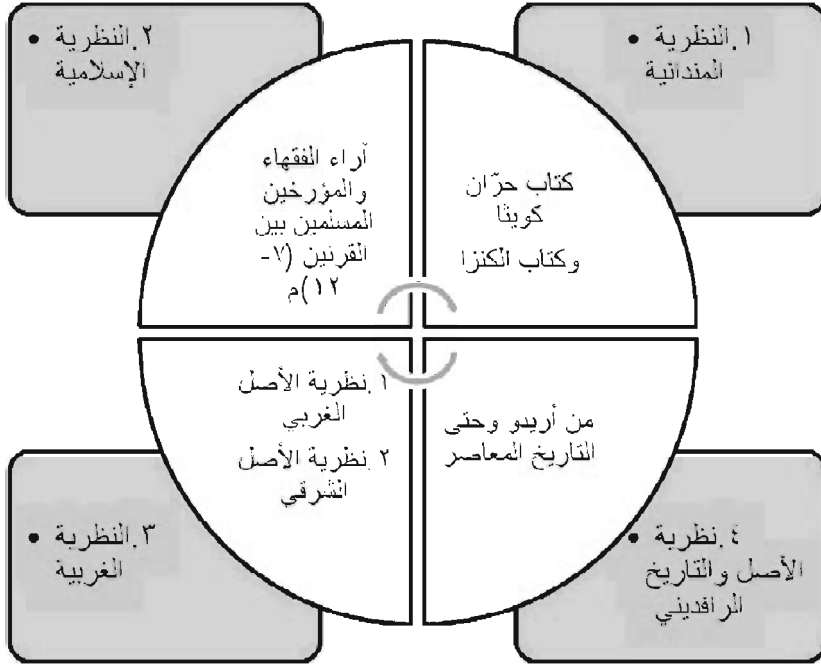 ١.النظرية
المندانية
كتاب حرّان
كويثا
وكتاب الكنزا
٢.النظرية
الإسلامية
آراء الفقهاء
والمؤرخين
المسلمين بين
القرنين (٧-
١٢)م
٣.النظرية
الغربية
١.نظرية الأصل
الغربي
٢.نظرية الأصل
الشرقي
٤.نظرية
الأصل والتاريخ
الرافديني
من أريدو وحتى
التاريخ المعاصر